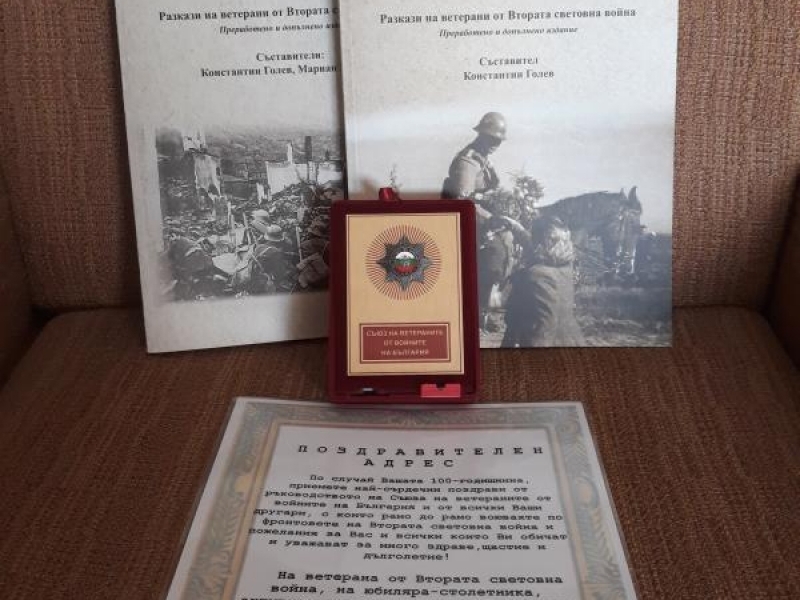 Разкази на ветерани от Втората световна война
Преработено и допълнено
Съставители:
Константин Голев, Мариан
Разкази на ветерани от Втората световна война
Преработено и допълнено издание
Съставител
Константин Голев
СЪЮЗ НА ВЕТЕРАНИТЕ
ОТ ВОЙНИТЕ
НА БЪЛГАРИЯ
ПОЗДРАВИТЕЛЕН
АДРЕС
По случай Вашата 100-годишнина,
приемете най-сърдечни поздрави от
ръководството на Съюза на ветераните от
войните на България и от всички Ваши
другари, с които рамо до рамо воювахте по
фронтовете на Втората световна война и
пожелания за Вас и всички които Ви обичат
и уважават за много здраве,щастие и
дълголетие!
На ветерана от Втората световна
война, на юбиляра-столетника,